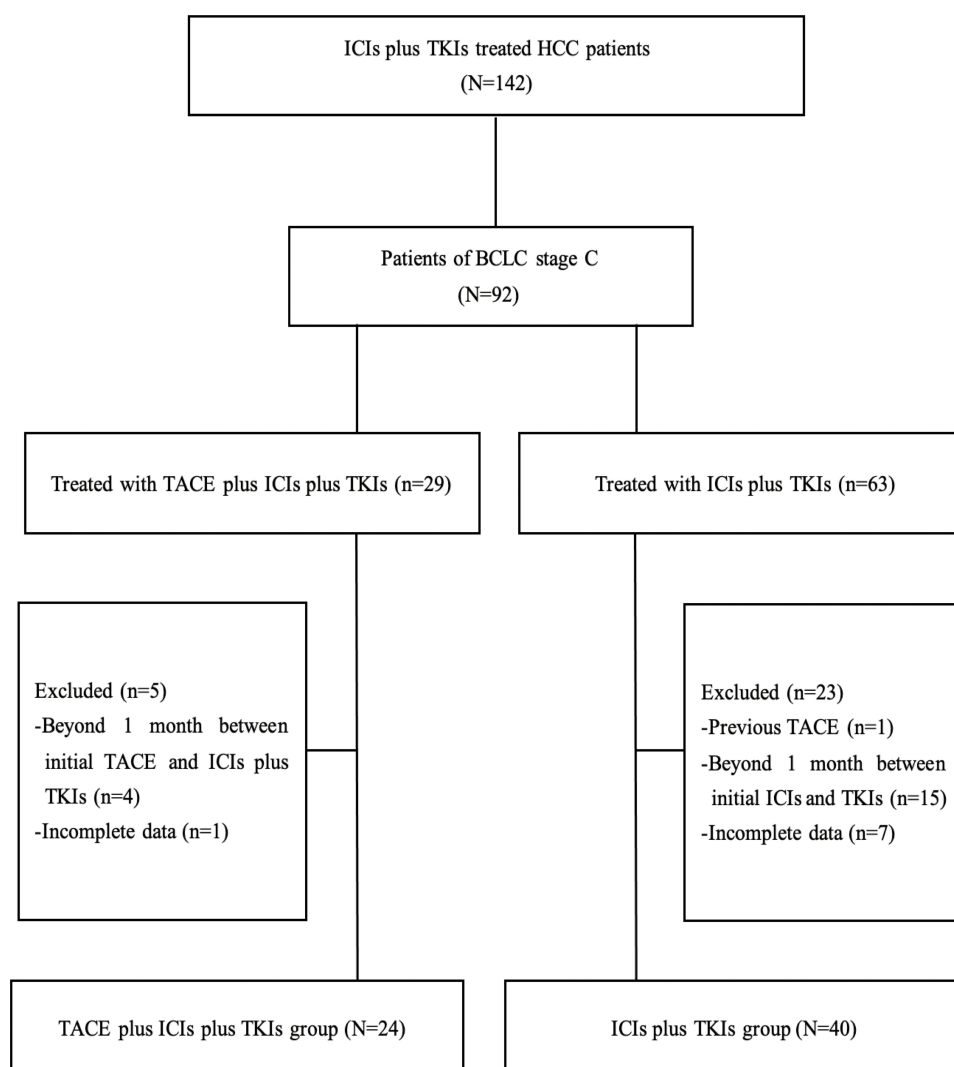 ICIs plus TKIs treated HCC patients
(N=142)
Patients of BCLC stage C
(N=92)
Treated with TACE plus ICIs plus TKIs (n=29)
Treated with ICIs plus TKIs (n=63)
Excluded (n=5)
-Beyond 1 month between
initial TACE and ICIs plus
TKIs (n=4)
-Incomplete data (n=1)
Excluded (n=23)
-Previous TACE (n=1)
-Beyond 1 month between
initial ICIs and TKIs (n=15)
-Incomplete data (n=7)
TACE plus ICIs plus TKIs group (N=24)
ICIs plus TKIs group (N=40)